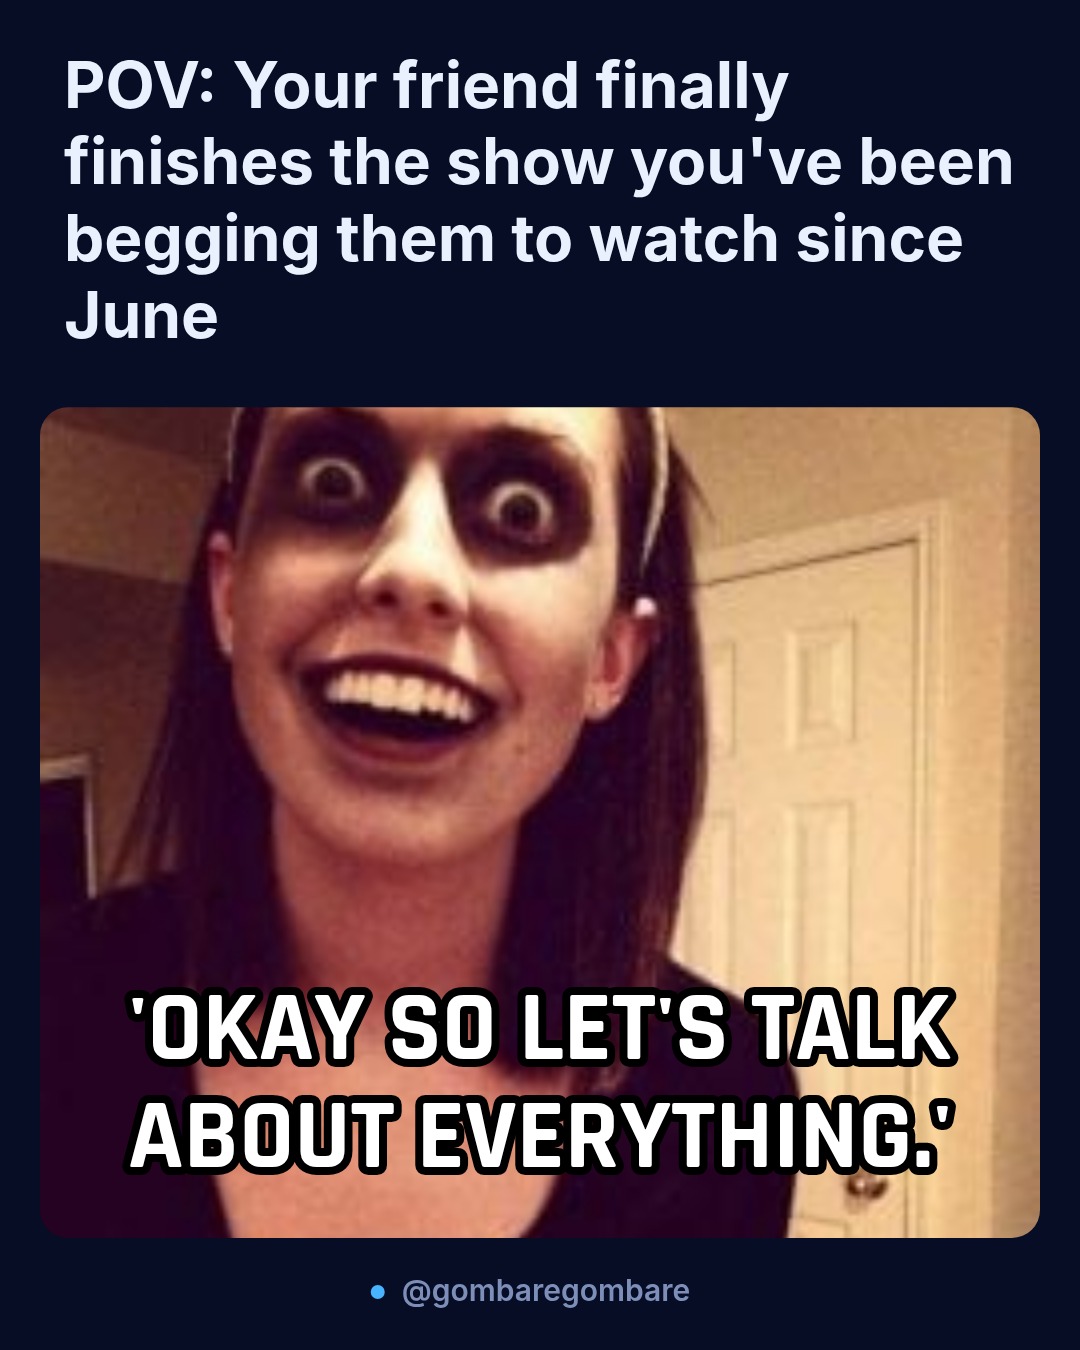 POV: Your friend finally
finishes the show you've been
begging them to watch since
June
'OKAY SO LET'S TALK
ABOUT EVERYTHING.'
@gombaregombare